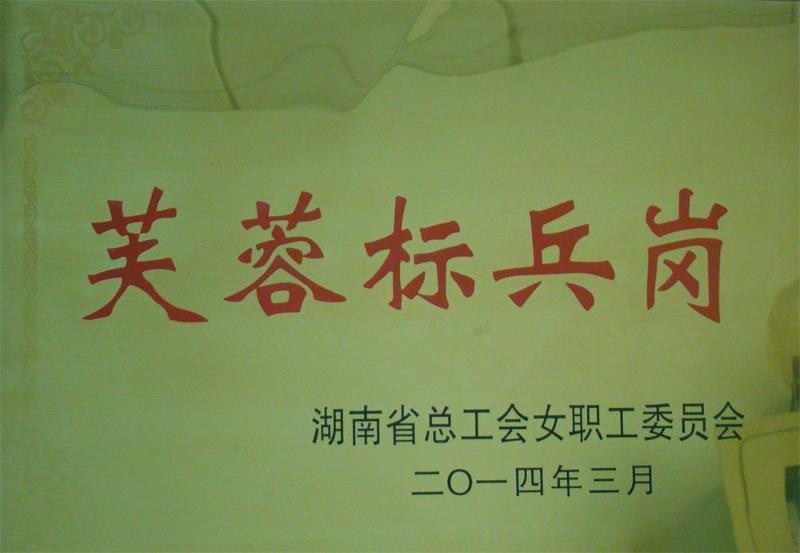 芙蓉标兵岗
湖南省总工会女职工委员会
二〇一四年三月